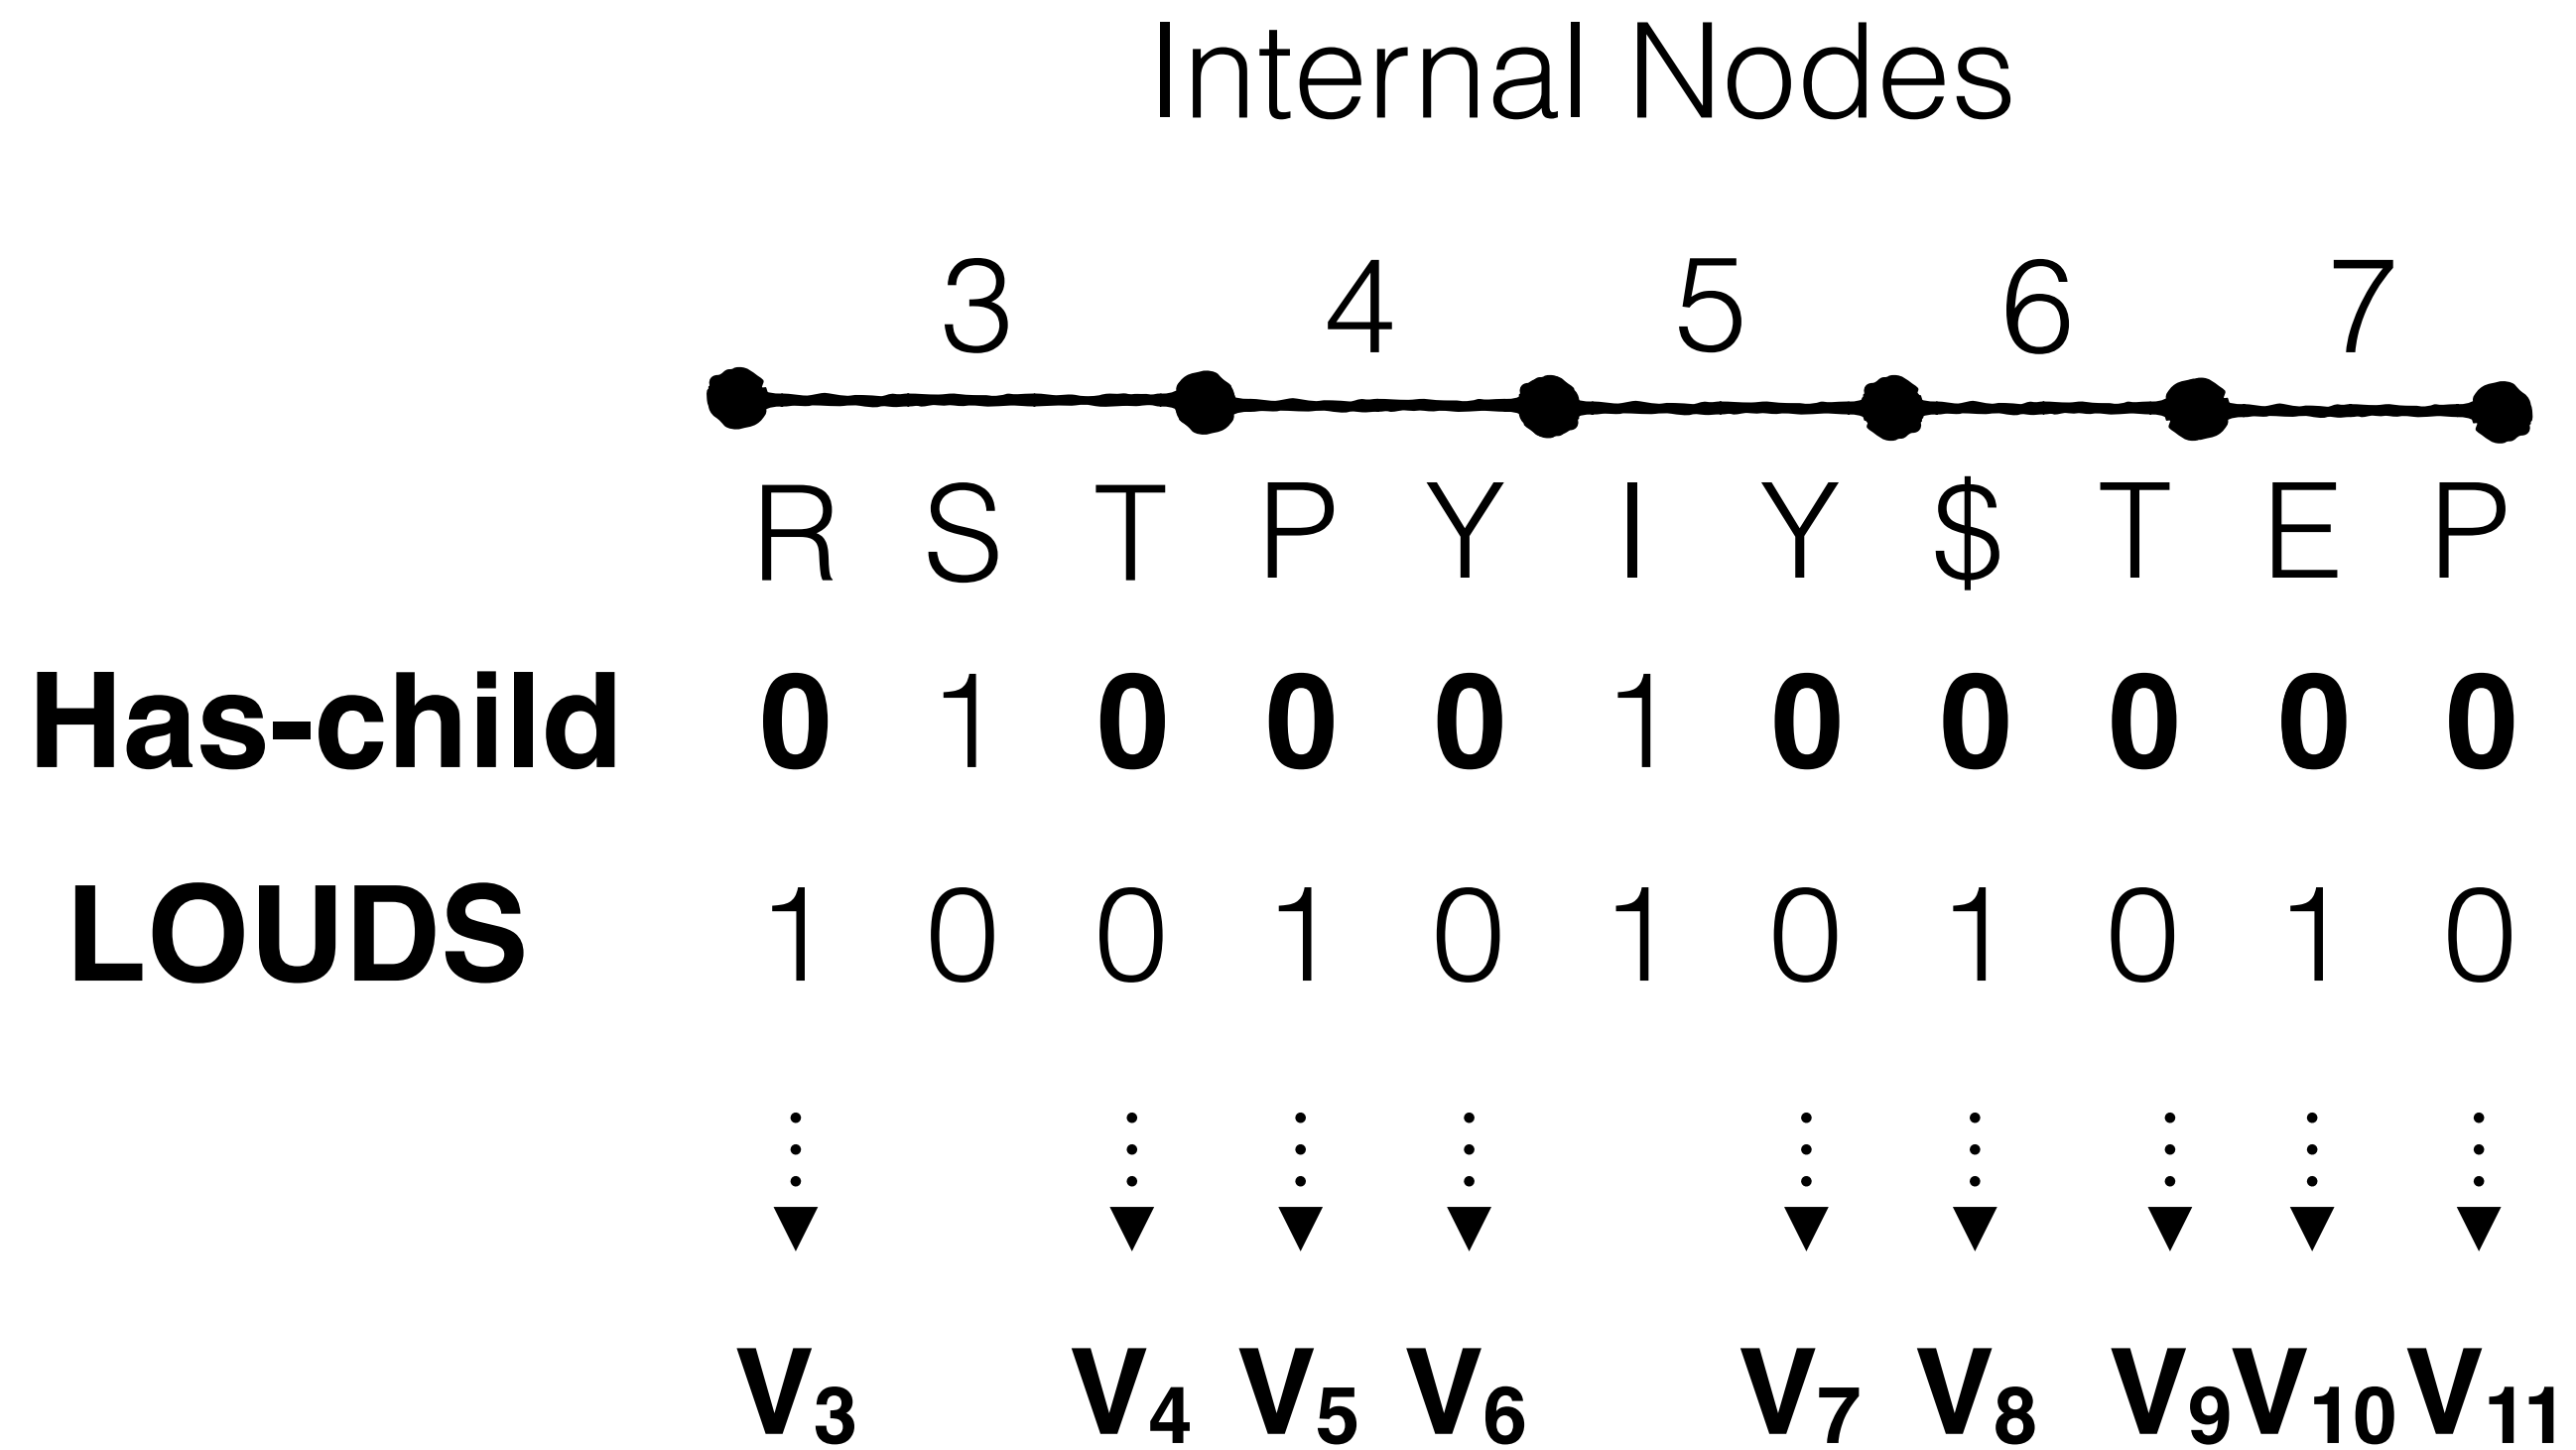 Internal Nodes
3 4 5 6 7
R S T P Y I Y $ T E P
Has-child 0 1 0 0 0 1 0 0 0 0 0
LOUDS 1 0 0 1 0 1 0 1 0 1 0
V3 V4 V5 V6 V7 V8 V9 V10 V11